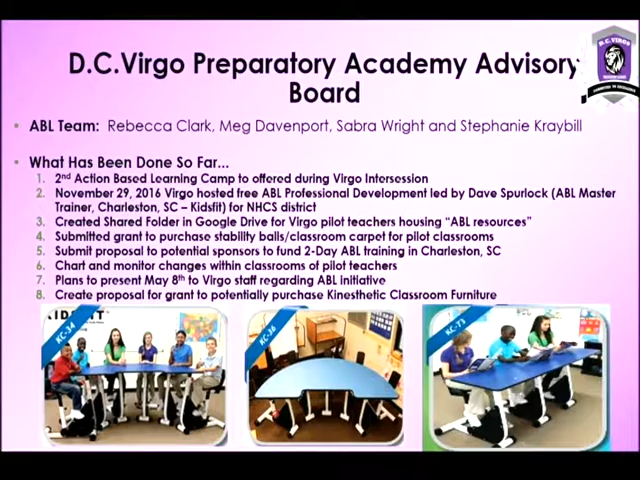 D.C.Virgo Preparatory Academy Advisory
Board
D.C. VIRGO
• ABL Team: Rebecca Clark, Meg Davenport, Sabra Wright and Stephanie Kraybill
• What Has Been Done So Far...
1. 2nd Action Based Learning Camp to offered during Virgo Intersession
2. November 29, 2016 Virgo hosted free ABL Professional Development led by Dave Spurlock (ABL Master
Trainer, Charleston, SC – Kidsfit) for NHCS district
3. Created Shared Folder in Google Drive for Virgo pilot teachers housing “ABL resources”
4. Submitted grant to purchase stability balls/classroom carpet for pilot classrooms
5. Submit proposal to potential sponsors to fund 2-Day ABL training in Charleston, SC
6. Chart and monitor changes within classrooms of pilot teachers
7. Plans to present May 8th to Virgo staff regarding ABL initiative
8. Create proposal for grant to potentially purchase Kinesthetic Classroom Furniture
KIDSFIT
KC-34
KC-36
KC-73